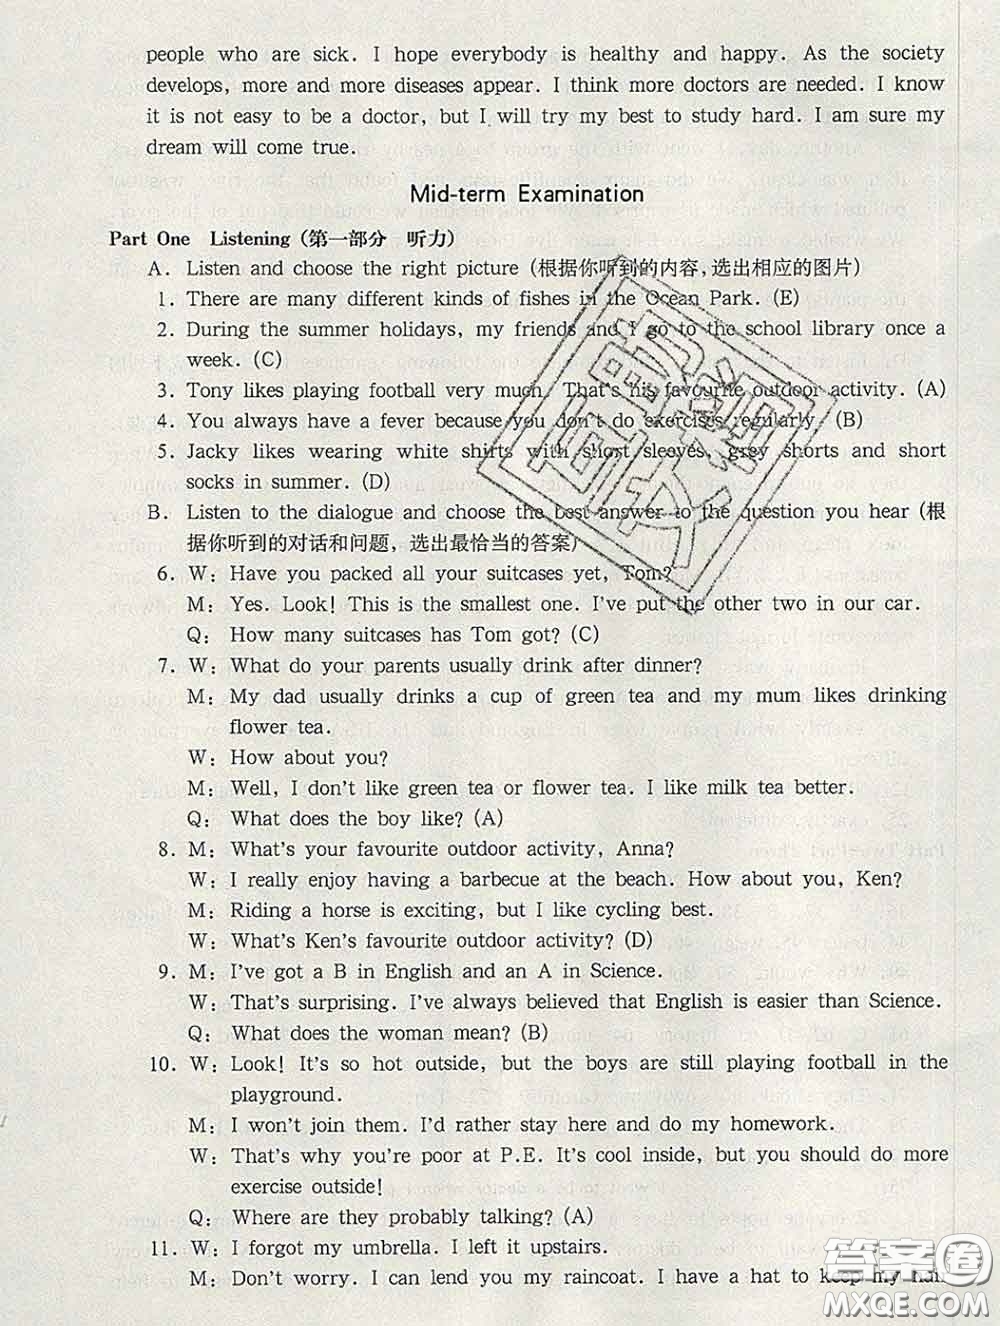 people who are sick. I hope everybody is healthy and happy. As the society
develops, more and more diseases appear. I think more doctors are needed. I know
it is not easy to be a doctor, but I will try my best to study hard. I am sure my
dream will come true.
Mid-term Examination
Part One Listening (第一部分 听力)
A. Listen and choose the right picture (根据你听到的内容,选出相应的图片)
1. There are many different kinds of fishes in the Ocean Park. (E)
2. During the summer holidays, my friends and I go to the school library once a
week. (C)
3. Tony likes playing football very much. That's his favourite outdoor activity. (A)
4. You always have a fever because you don't do exercises regularly. (B)
5. Jacky likes wearing white shirts with short sleeves, grey shorts and short
socks in summer. (D)
B. Listen to the dialogue and choose the best answer to the question you hear (根
据你听到的对话和问题, 选出最恰当的答案)
6. W: Have you packed all your suitcases yet, Tom?
M: Yes. Look! This is the smallest one. I've put the other two in our car.
Q: How many suitcases has Tom got? (C)
7. W: What do your parents usually drink after dinner?
M: My dad usually drinks a cup of green tea and my mum likes drinking
flower tea.
W: How about you?
M: Well, I don't like green tea or flower tea. I like milk tea better.
Q: What does the boy like? (A)
8. M: What's your favourite outdoor activity, Anna?
W: I really enjoy having a barbecue at the beach. How about you, Ken?
M: Riding a horse is exciting, but I like cycling best.
W: What's Ken's favourite outdoor activity? (D)
9. M: I've got a B in English and an A in Science.
W: That's surprising. I've always believed that English is easier than Science.
Q: What does the woman mean? (B)
10. W: Look! It's so hot outside, but the boys are still playing football in the
playground.
M: I won't join them. I'd rather stay here and do my homework.
W: That's why you're poor at P.E. It's cool inside, but you should do more
exercise outside!
Q: Where are they probably talking? (A)
11. W: I forgot my umbrella. I left it upstairs.
M: Don't worry. I can lend you my raincoat. I have a hat to keep my hair
答案圈
MXQE.COM